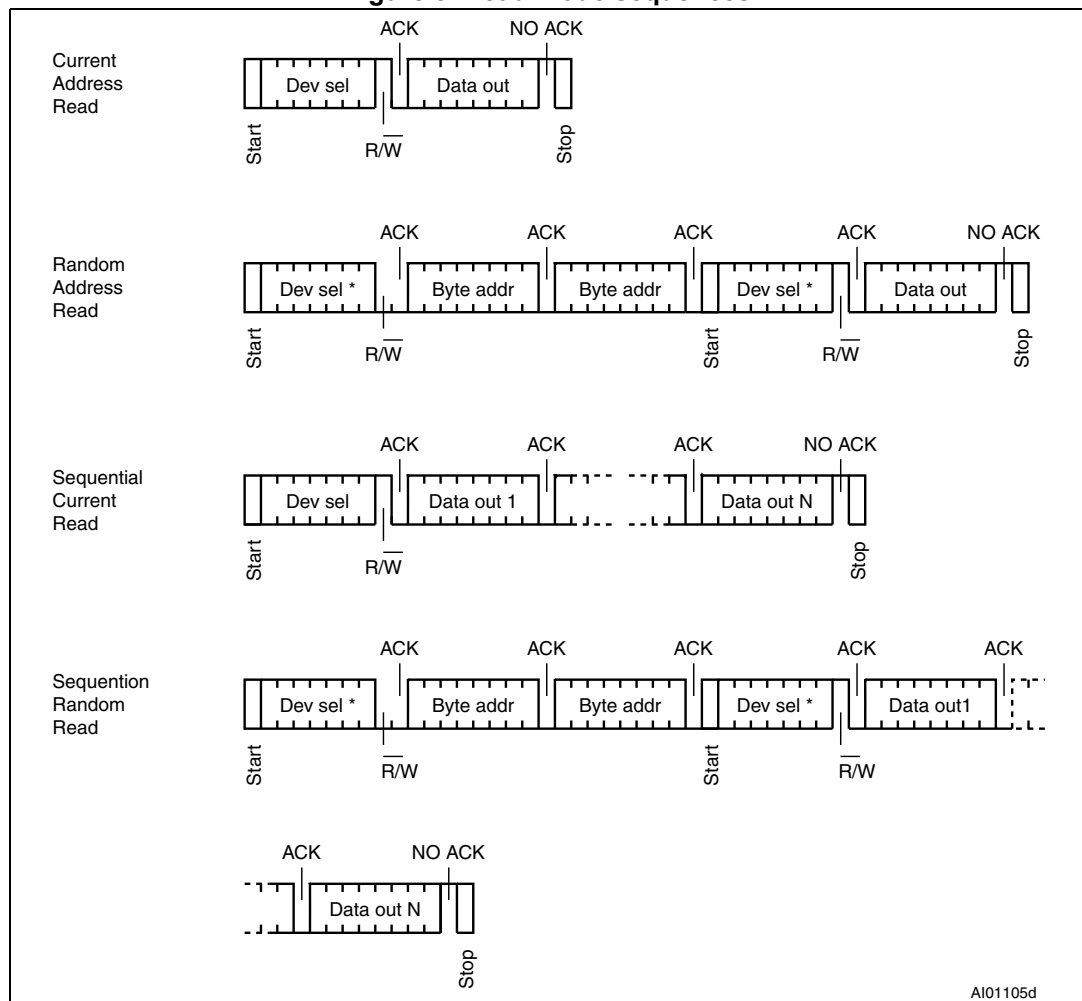 ACK NO ACK
Current
Address
Read
Dev sel Data out
Start R/W Stop
ACK ACK ACK ACK NO ACK
Random
Address
Read
Dev sel * Byte addr Byte addr Dev sel * Data out
Start R/W Start R/W Stop
ACK ACK ACK NO ACK
Sequential
Current
Read
Dev sel Data out 1 Data out N
Start R/W Stop
ACK ACK ACK ACK ACK
Sequention
Random
Read
Dev sel * Byte addr Byte addr Dev sel * Data out1
Start R/W Start R/W
ACK NO ACK
Data out N
Stop
AI01105d